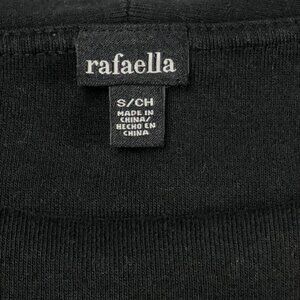 rafaella
S/CH
MADE IN
CHINA/
HECHO EN
CHINA